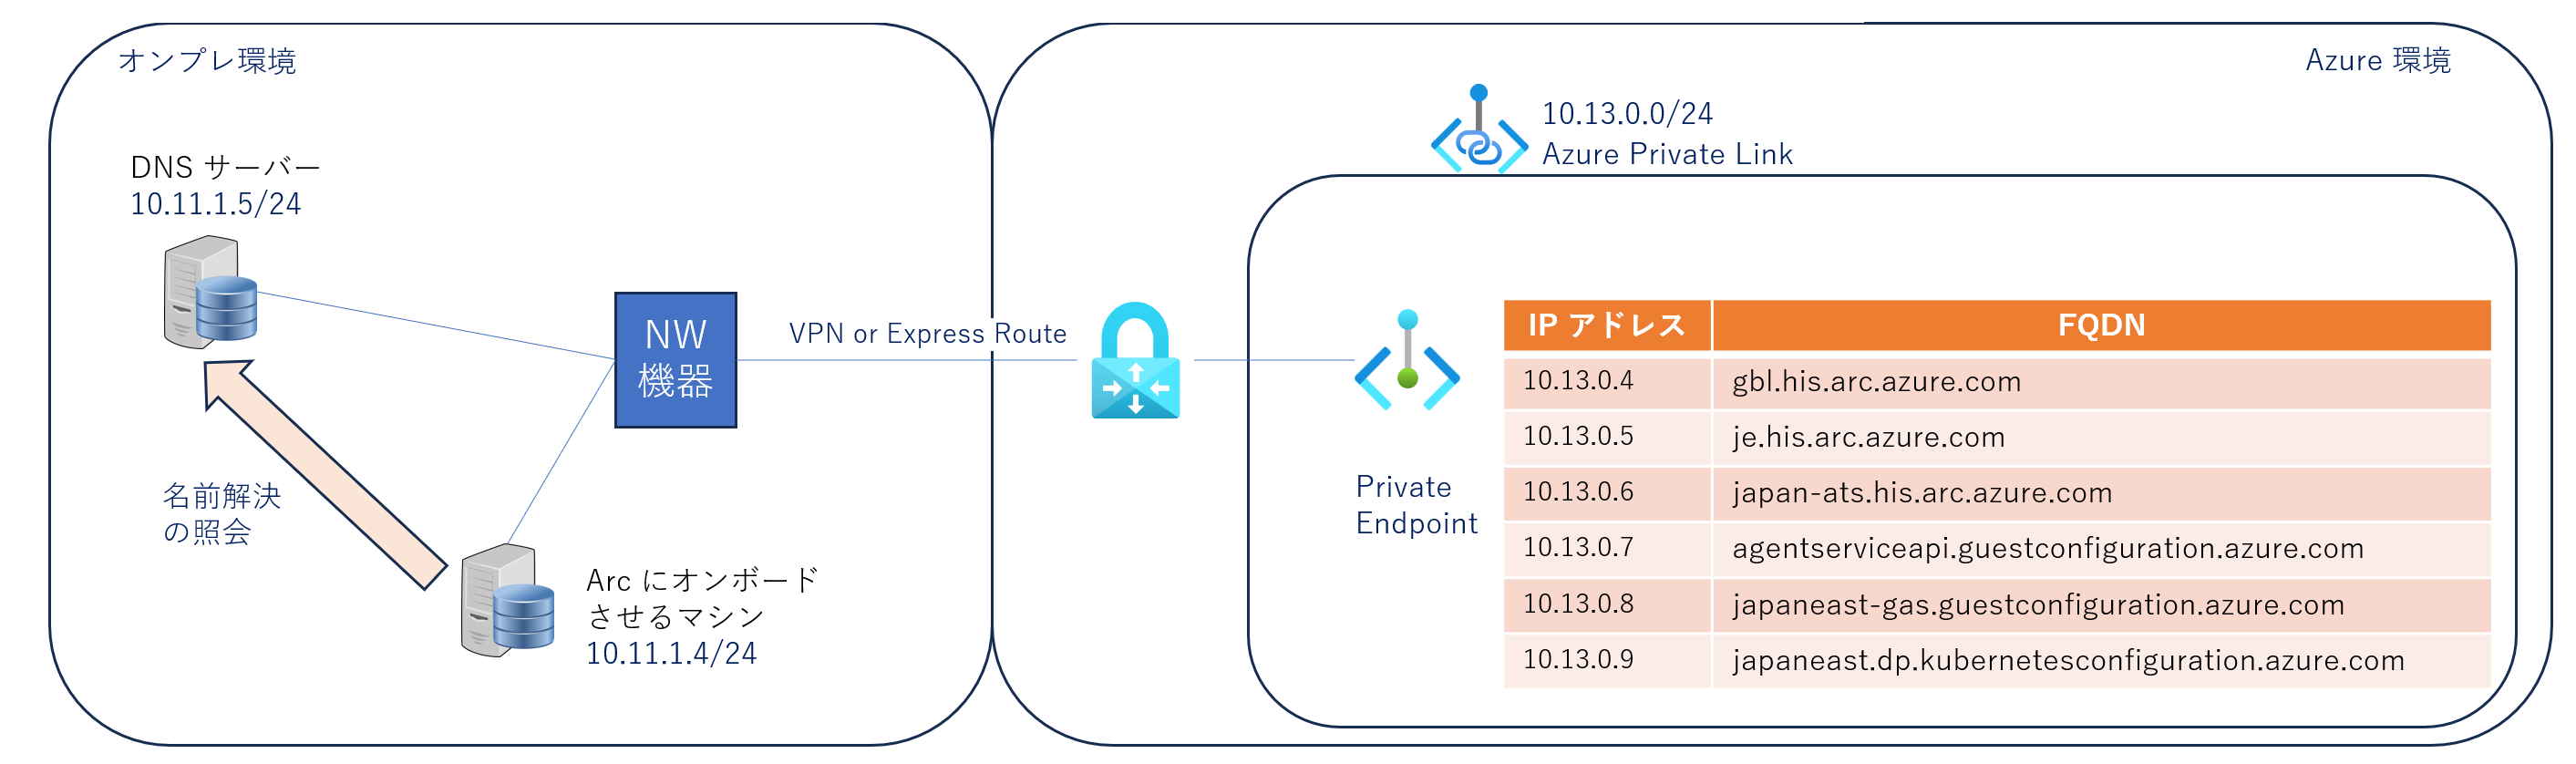 オンプレ環境
Azure 環境
10.13.0.0/24
Azure Private Link
DNS サーバー
10.11.1.5/24
NW
機器
VPN or Express Route
名前解決
の照会
Arc にオンボード
させるマシン
10.11.1.4/24
Private
Endpoint
IP アドレス FQDN
10.13.0.4 gbl.his.arc.azure.com
10.13.0.5 je.his.arc.azure.com
10.13.0.6 japan-ats.his.arc.azure.com
10.13.0.7 agentserviceapi.guestconfiguration.azure.com
10.13.0.8 japaneast-gas.guestconfiguration.azure.com
10.13.0.9 japaneast.dp.kubernetesconfiguration.azure.com